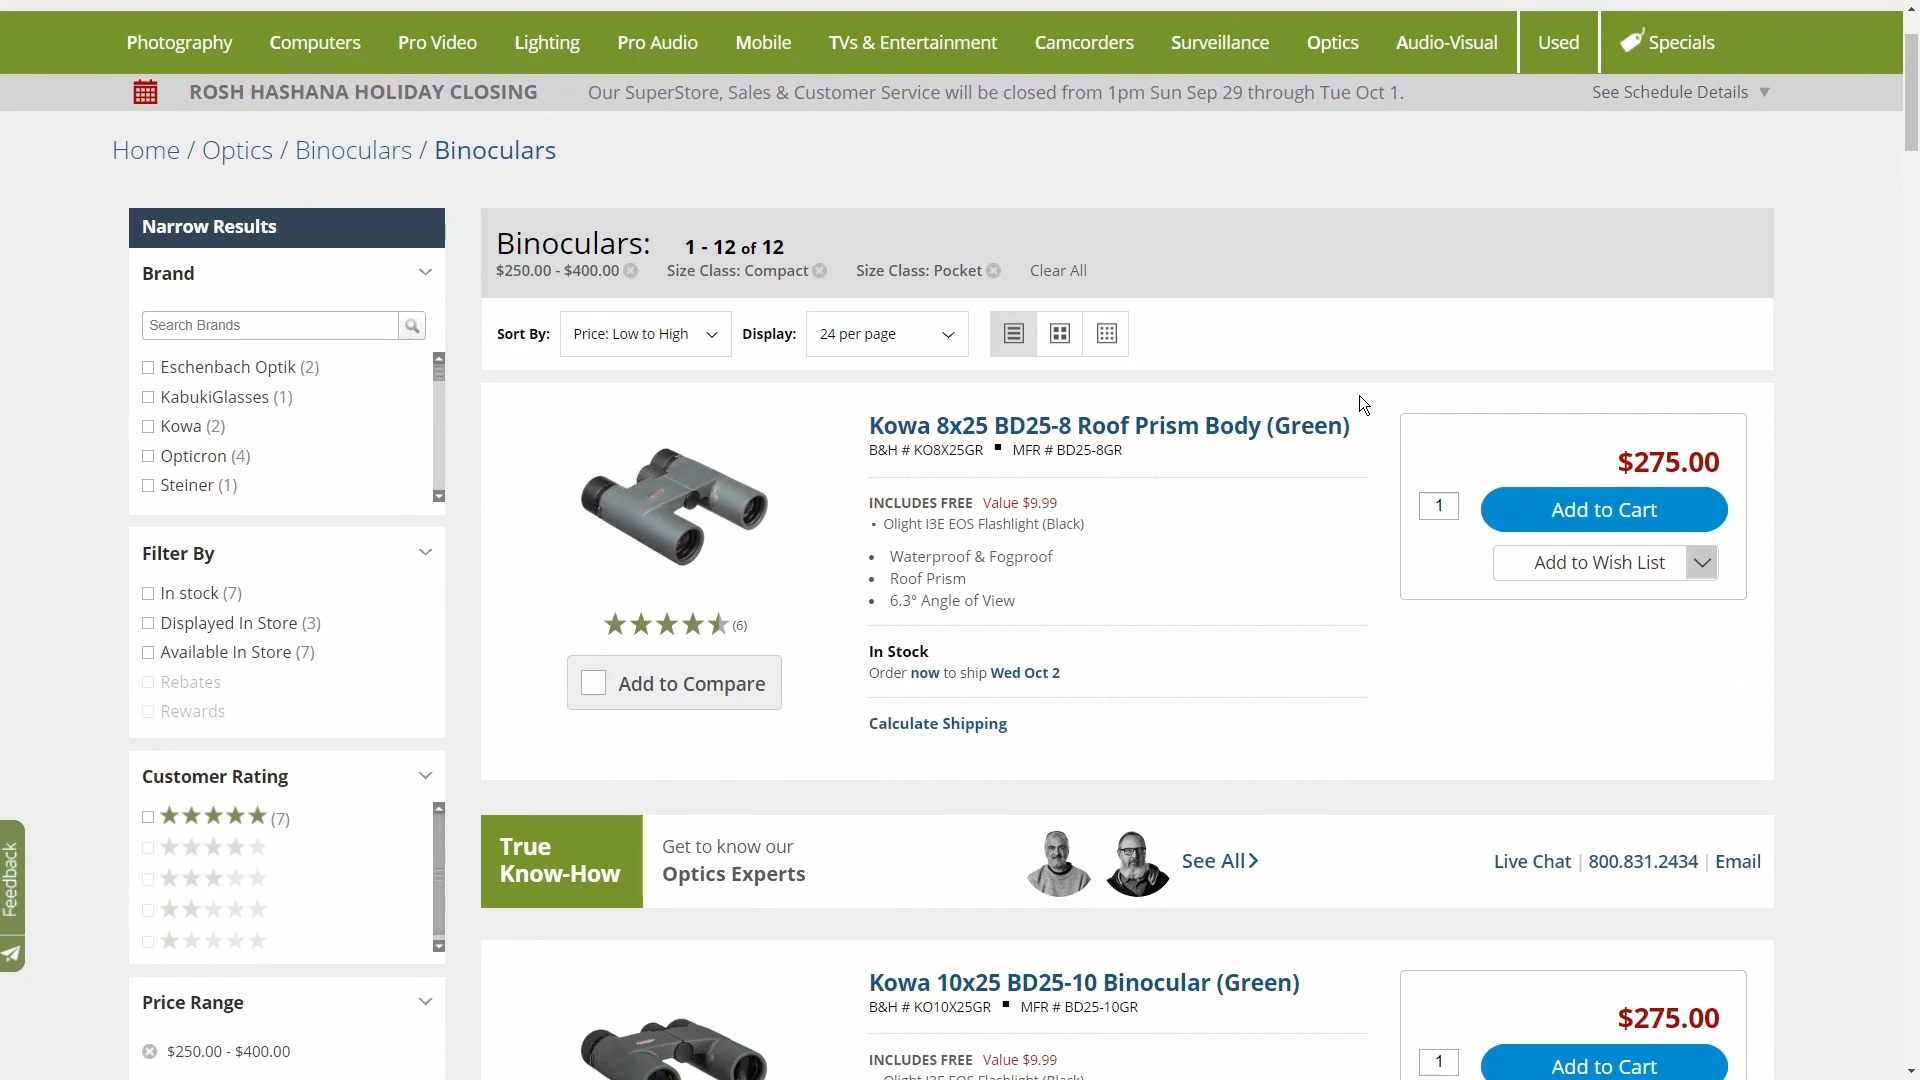 Photography Computers Pro Video Lighting Pro Audio Mobile TVs & Entertainment Camcorders Surveillance Optics Audio-Visual Used Specials
ROSH HASHANA HOLIDAY CLOSING Our SuperStore, Sales & Customer Service will be closed from 1pm Sun Sep 29 through Tue Oct 1. See Schedule Details
Home / Optics / Binoculars / Binoculars
Narrow Results
Brand
Search Brands
Eschenbach Optik (2)
KabukiGlasses (1)
Kowa (2)
Opticron (4)
Steiner (1)
Filter By
In stock (7)
Displayed In Store (3)
Available In Store (7)
Rebates
Rewards
Customer Rating
(7)
Price Range
$250.00 - $400.00
Binoculars: 1 - 12 of 12
$250.00 - $400.00 Size Class: Compact Size Class: Pocket Clear All
Sort By: Price: Low to High Display: 24 per page
Kowa 8x25 BD25-8 Roof Prism Body (Green)
B&H # KO8X25GR ▪ MFR # BD25-8GR
INCLUDES FREE Value $9.99
• Olight I3E EOS Flashlight (Black)
• Waterproof & Fogproof
• Roof Prism
• 6.3° Angle of View
In Stock
Order now to ship Wed Oct 2
Calculate Shipping
(6)
Add to Compare
$275.00
1 Add to Cart
Add to Wish List
True
Know-How
Get to know our
Optics Experts
See All
Live Chat | 800.831.2434 | Email
Kowa 10x25 BD25-10 Binocular (Green)
B&H # KO10X25GR ▪ MFR # BD25-10GR
INCLUDES FREE Value $9.99
• Olight I3E EOS Flashlight (Black)
$275.00
1 Add to Cart
Feedback